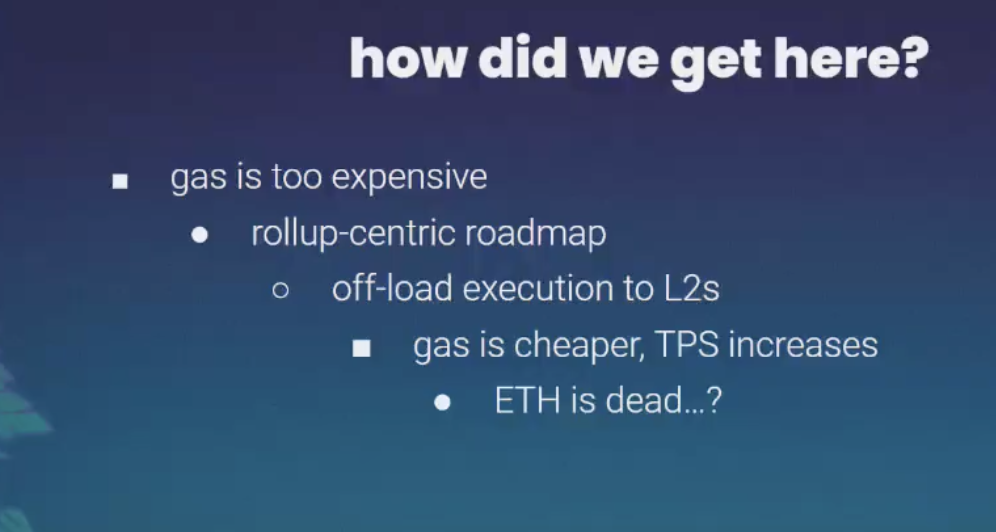 how did we get here?
gas is too expensive
rollup-centric roadmap
off-load execution to L2s
gas is cheaper, TPS increases
ETH is dead...?